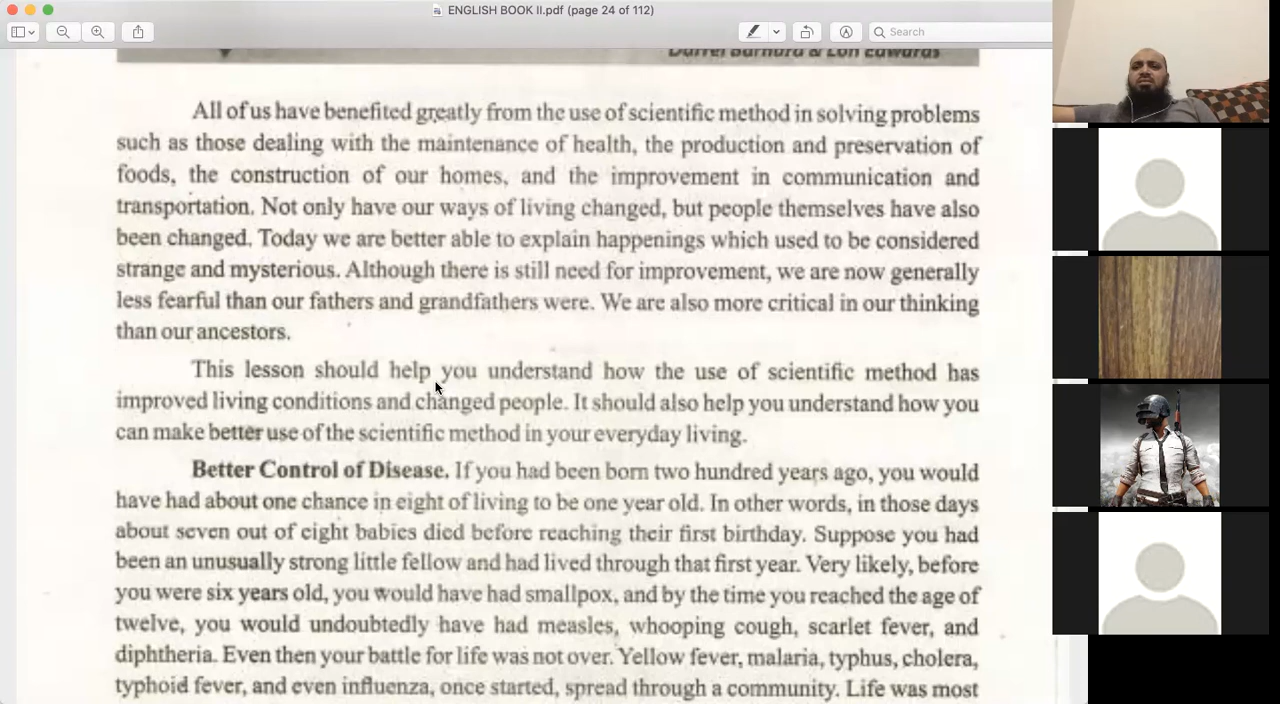 ENGLISH BOOK II.pdf (page 24 of 112)
Search
Darrel Barnard & Lon Edwards
All of us have benefited greatly from the use of scientific method in solving problems
such as those dealing with the maintenance of health, the production and preservation of
foods, the construction of our homes, and the improvement in communication and
transportation. Not only have our ways of living changed, but people themselves have also
been changed. Today we are better able to explain happenings which used to be considered
strange and mysterious. Although there is still need for improvement, we are now generally
less fearful than our fathers and grandfathers were. We are also more critical in our thinking
than our ancestors.
This lesson should help you understand how the use of scientific method has
improved living conditions and changed people. It should also help you understand how you
can make better use of the scientific method in your everyday living.
Better Control of Disease. If you had been born two hundred years ago, you would
have had about one chance in eight of living to be one year old. In other words, in those days
about seven out of eight babies died before reaching their first birthday. Suppose you had
been an unusually strong little fellow and had lived through that first year. Very likely, before
you were six years old, you would have had smallpox, and by the time you reached the age of
twelve, you would undoubtedly have had measles, whooping cough, scarlet fever, and
diphtheria. Even then your battle for life was not over. Yellow fever, malaria, typhus, cholera,
typhoid fever, and even influenza, once started, spread through a community. Life was most